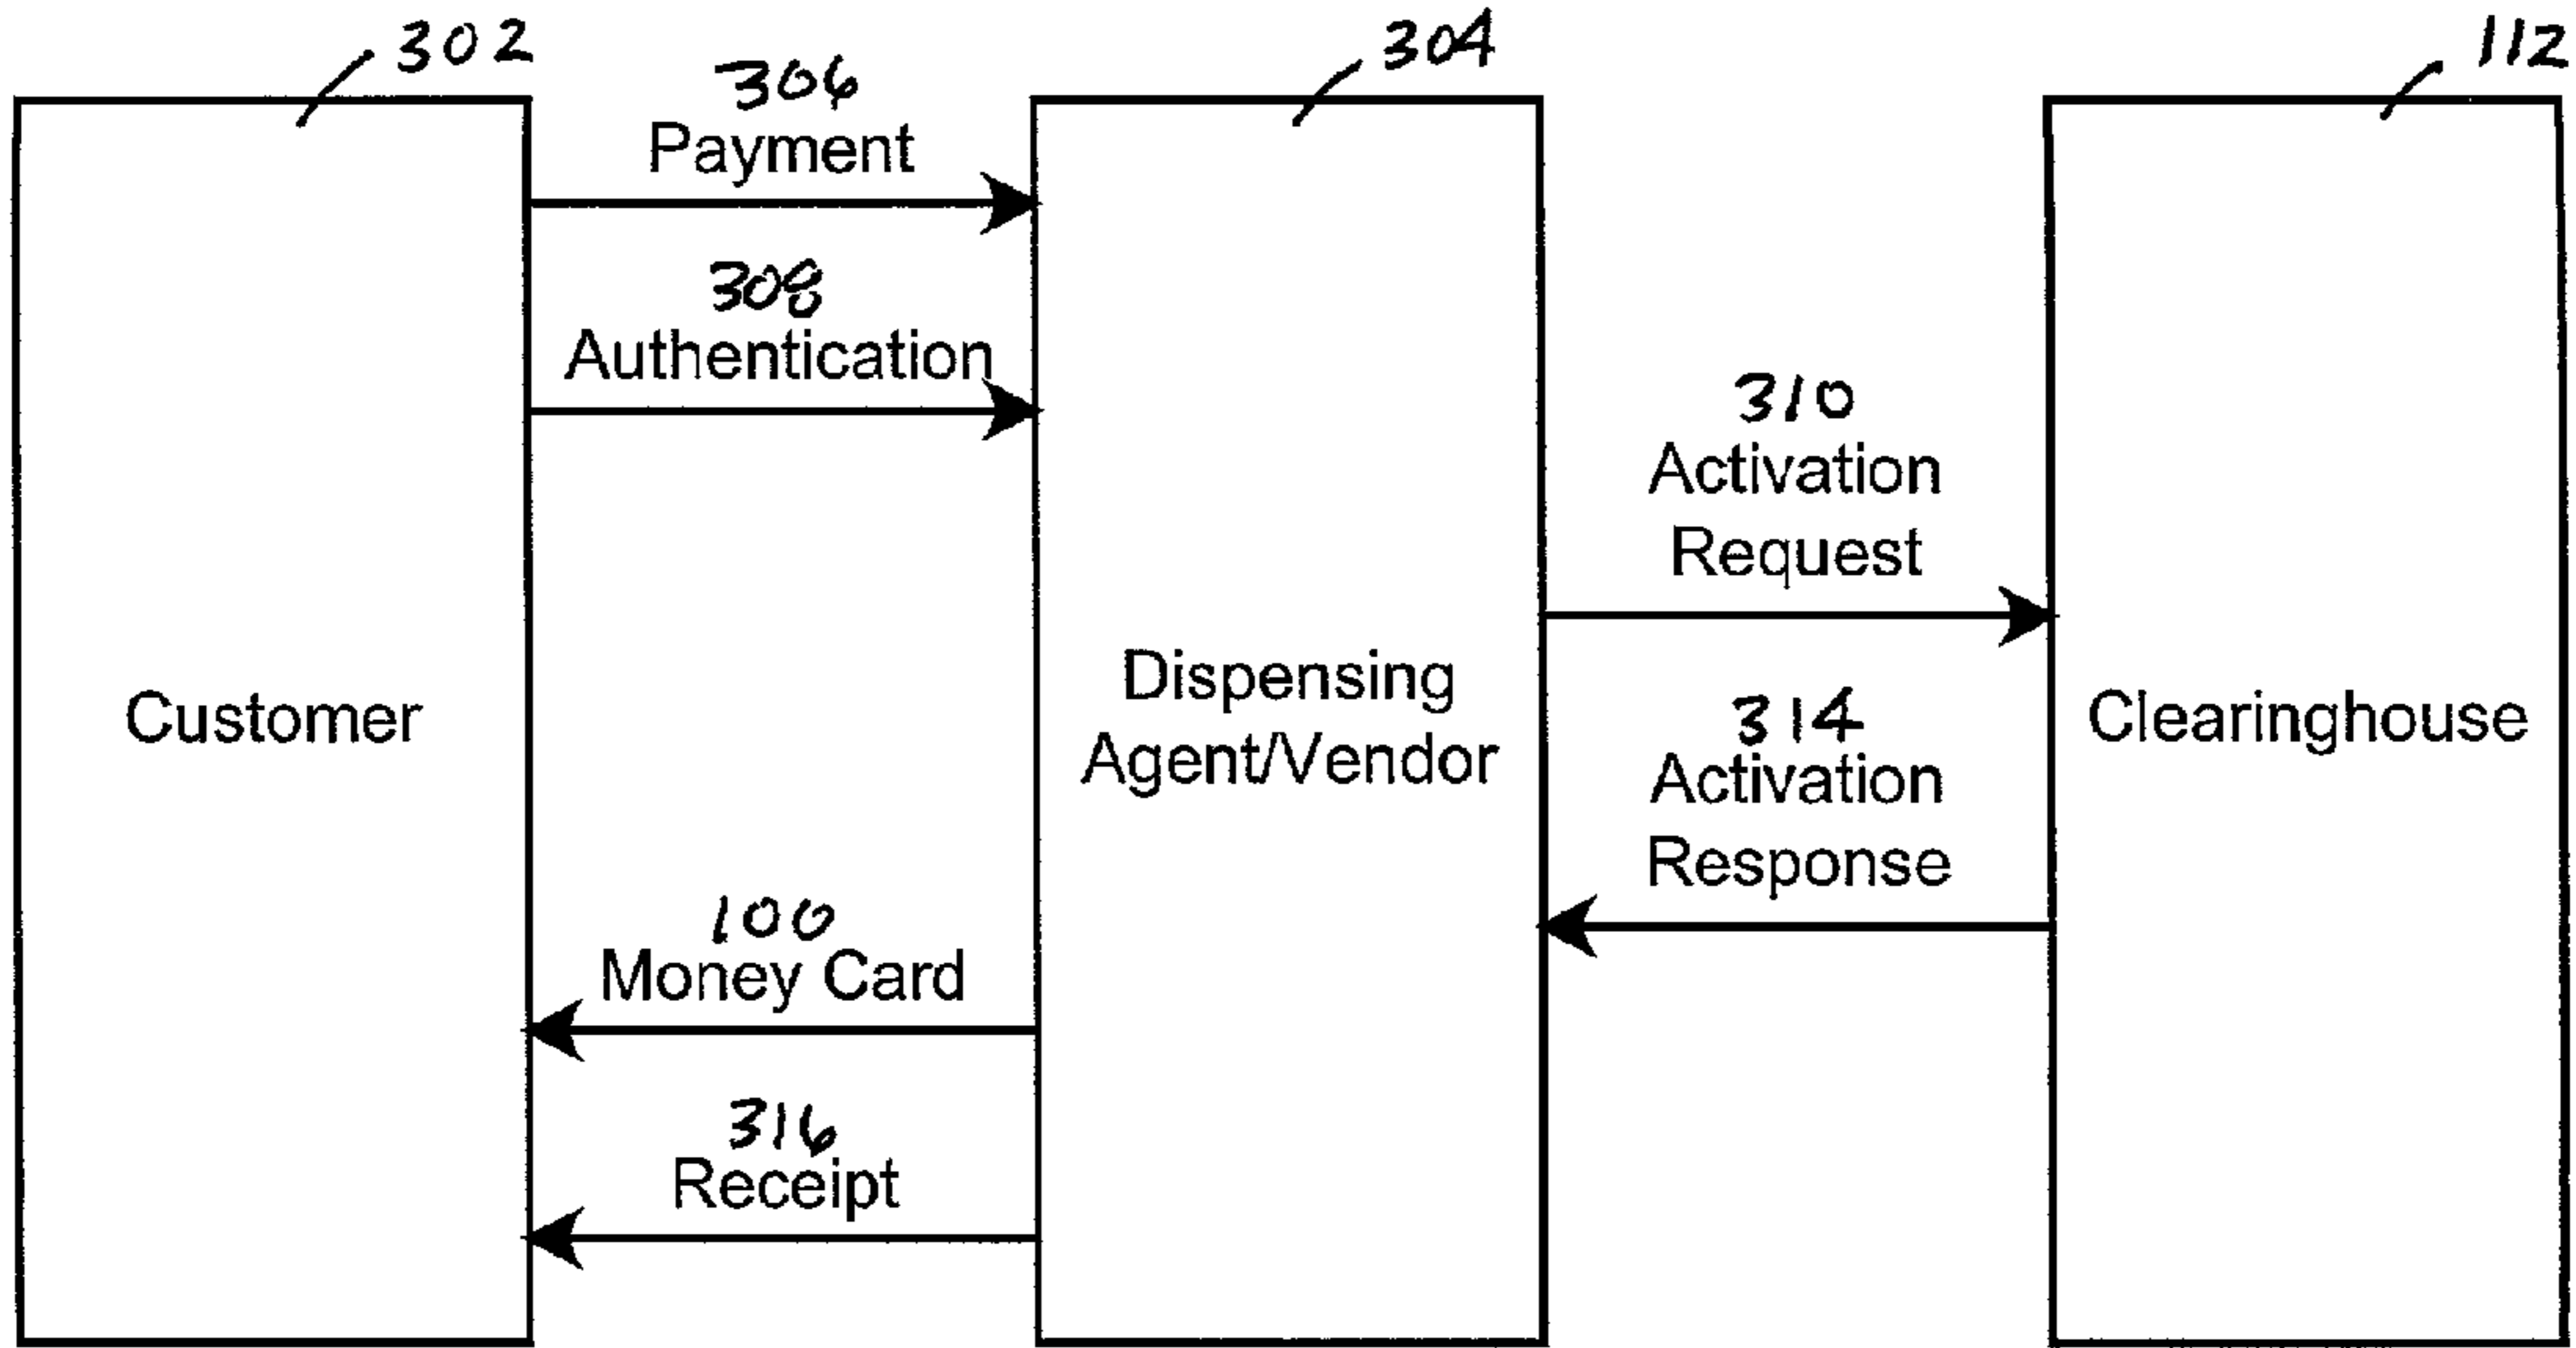 302
304
112
306
Payment
308
Authentication
310
Activation
Request
Customer
Dispensing
Agent/Vendor
314
Activation
Response
Clearinghouse
100
Money Card
316
Receipt